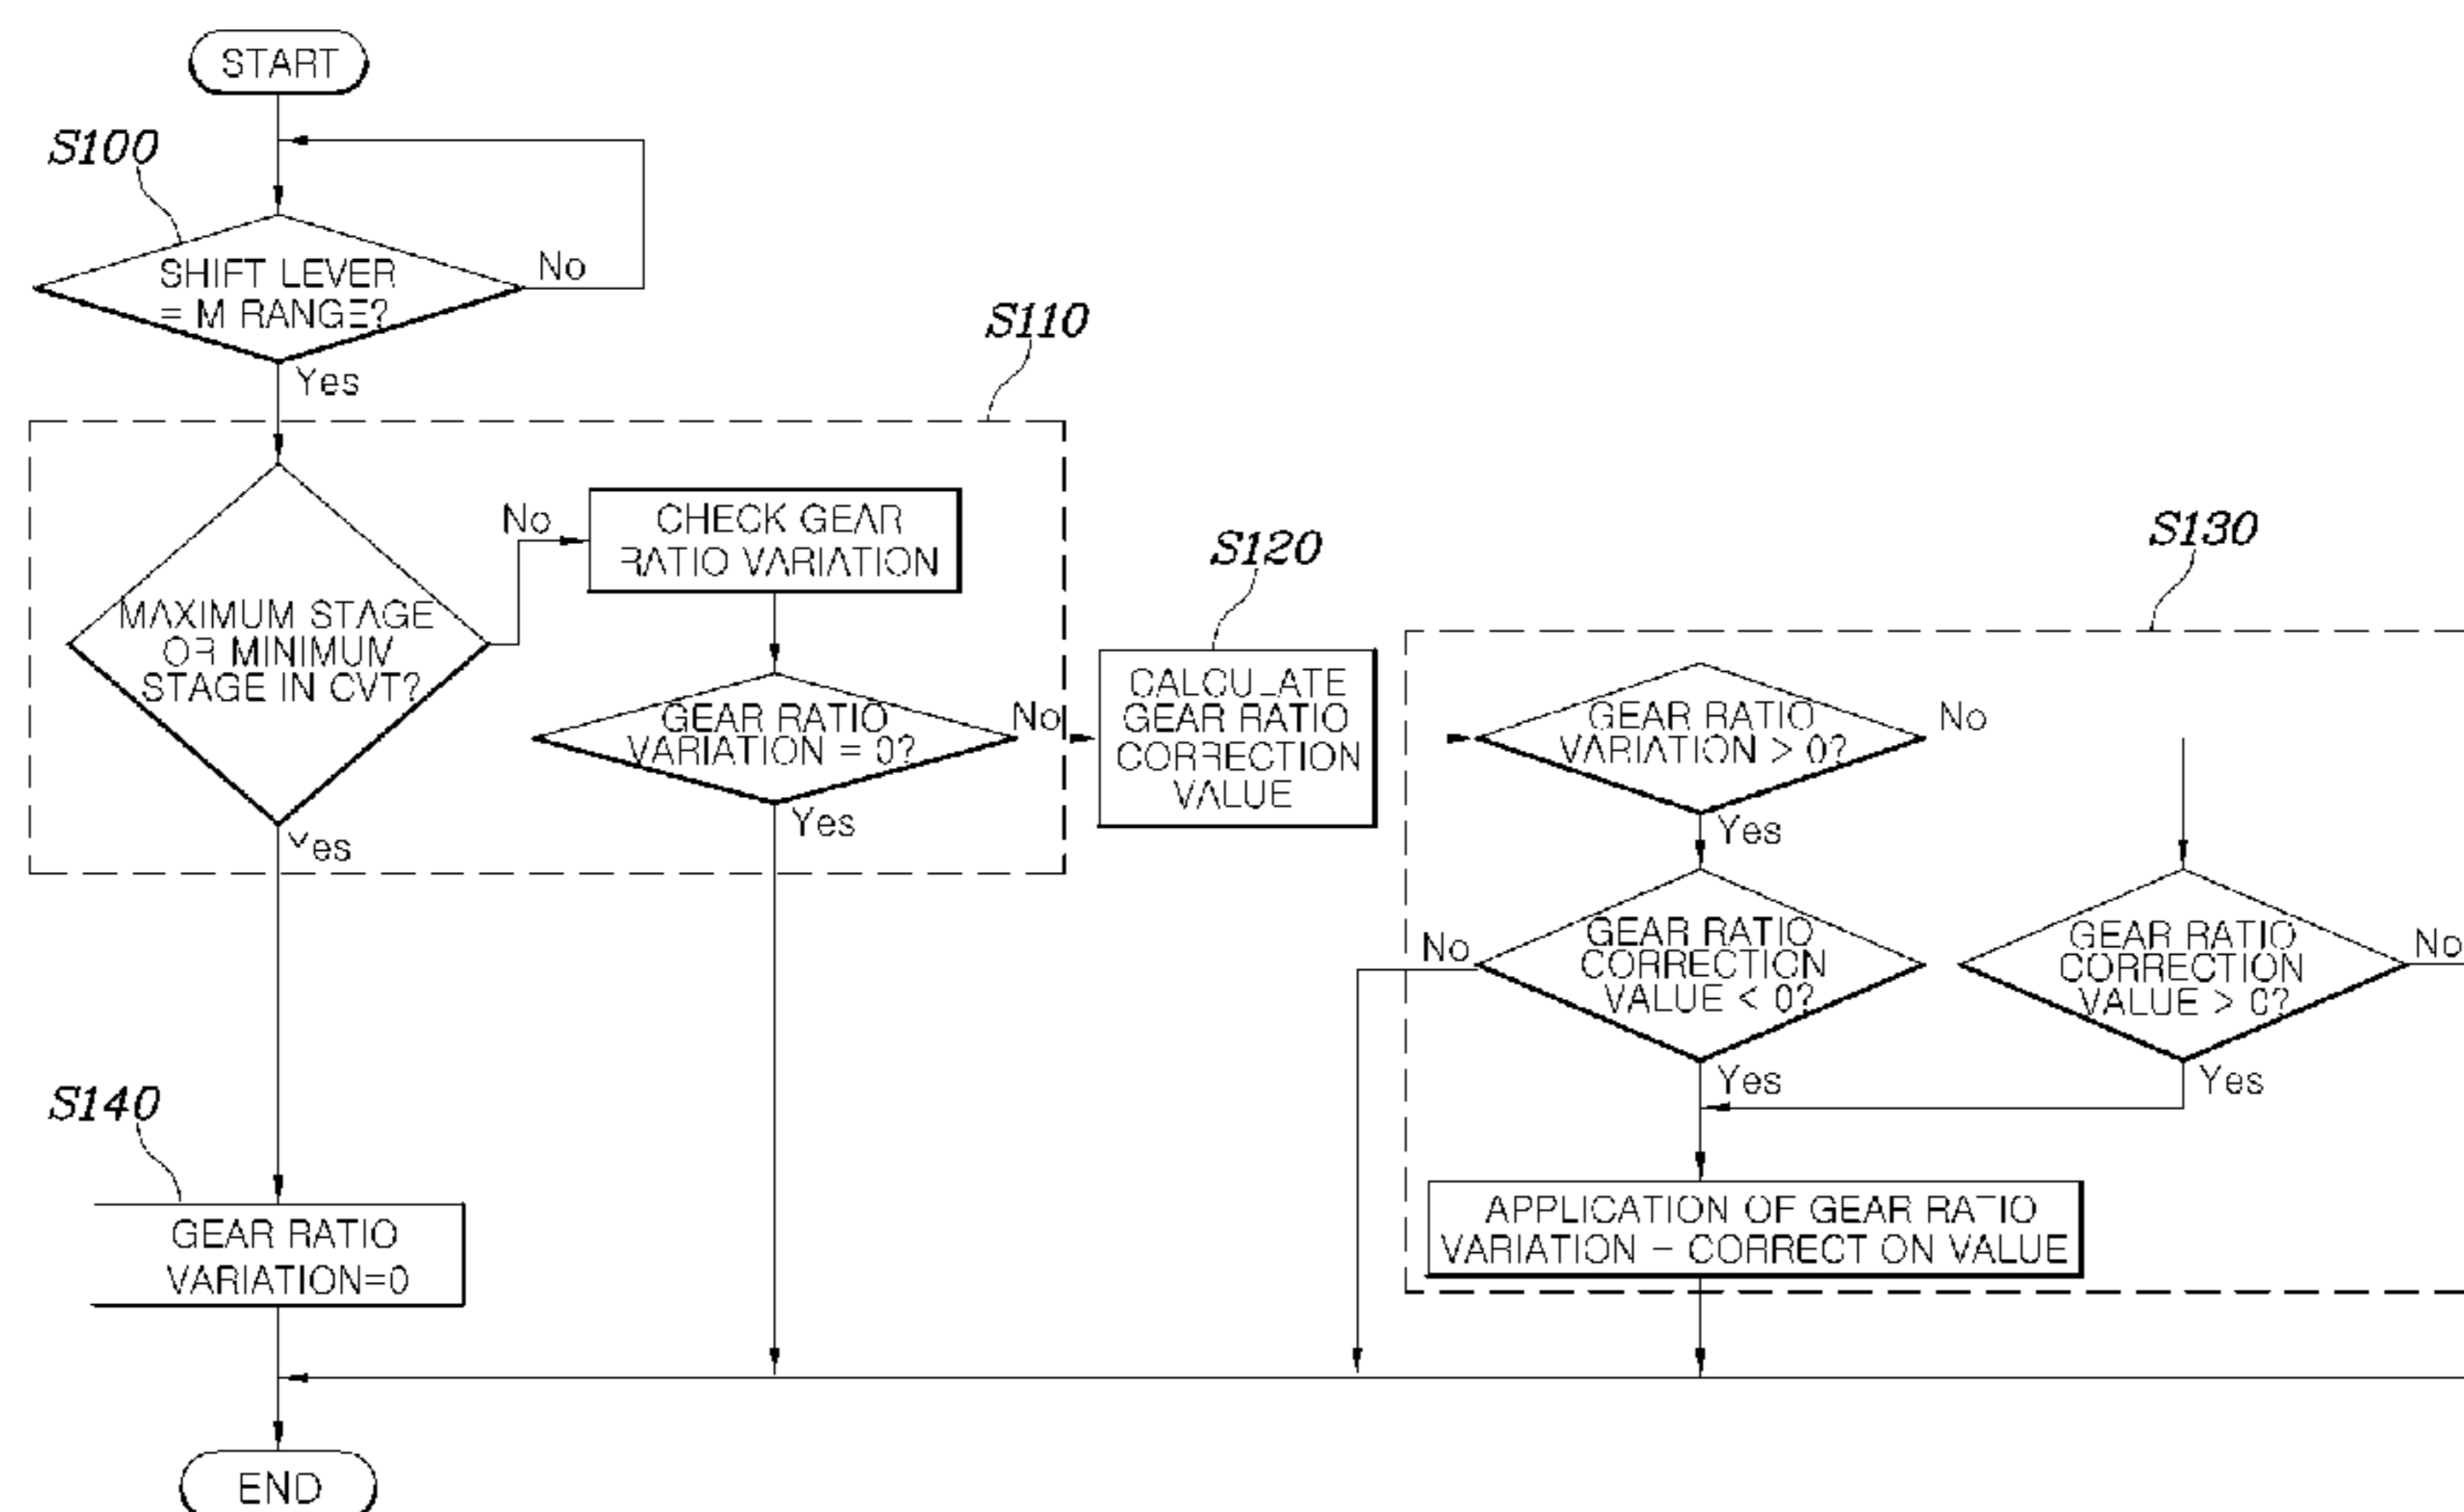 START
S100
SHIFT LEVER
= M RANGE?
No
Yes
S110
MAXIMUM STAGE
OR MINIMUM
STAGE IN CVT?
No
Yes
CHECK GEAR
RATIO VARIATION
GEAR RATIO
VARIATION = 0?
No
Yes
S120
CALCULATE
GEAR RATIO
CORRECTION
VALUE
S130
GEAR RATIO
VARIATION > 0?
No
Yes
GEAR RATIO
CORRECTION
VALUE < 0?
No
Yes
GEAR RATIO
CORRECTION
VALUE > 0?
No
Yes
APPLICATION OF GEAR RATIO
VARIATION - CORRECTION VALUE
S140
GEAR RATIO
VARIATION=0
END